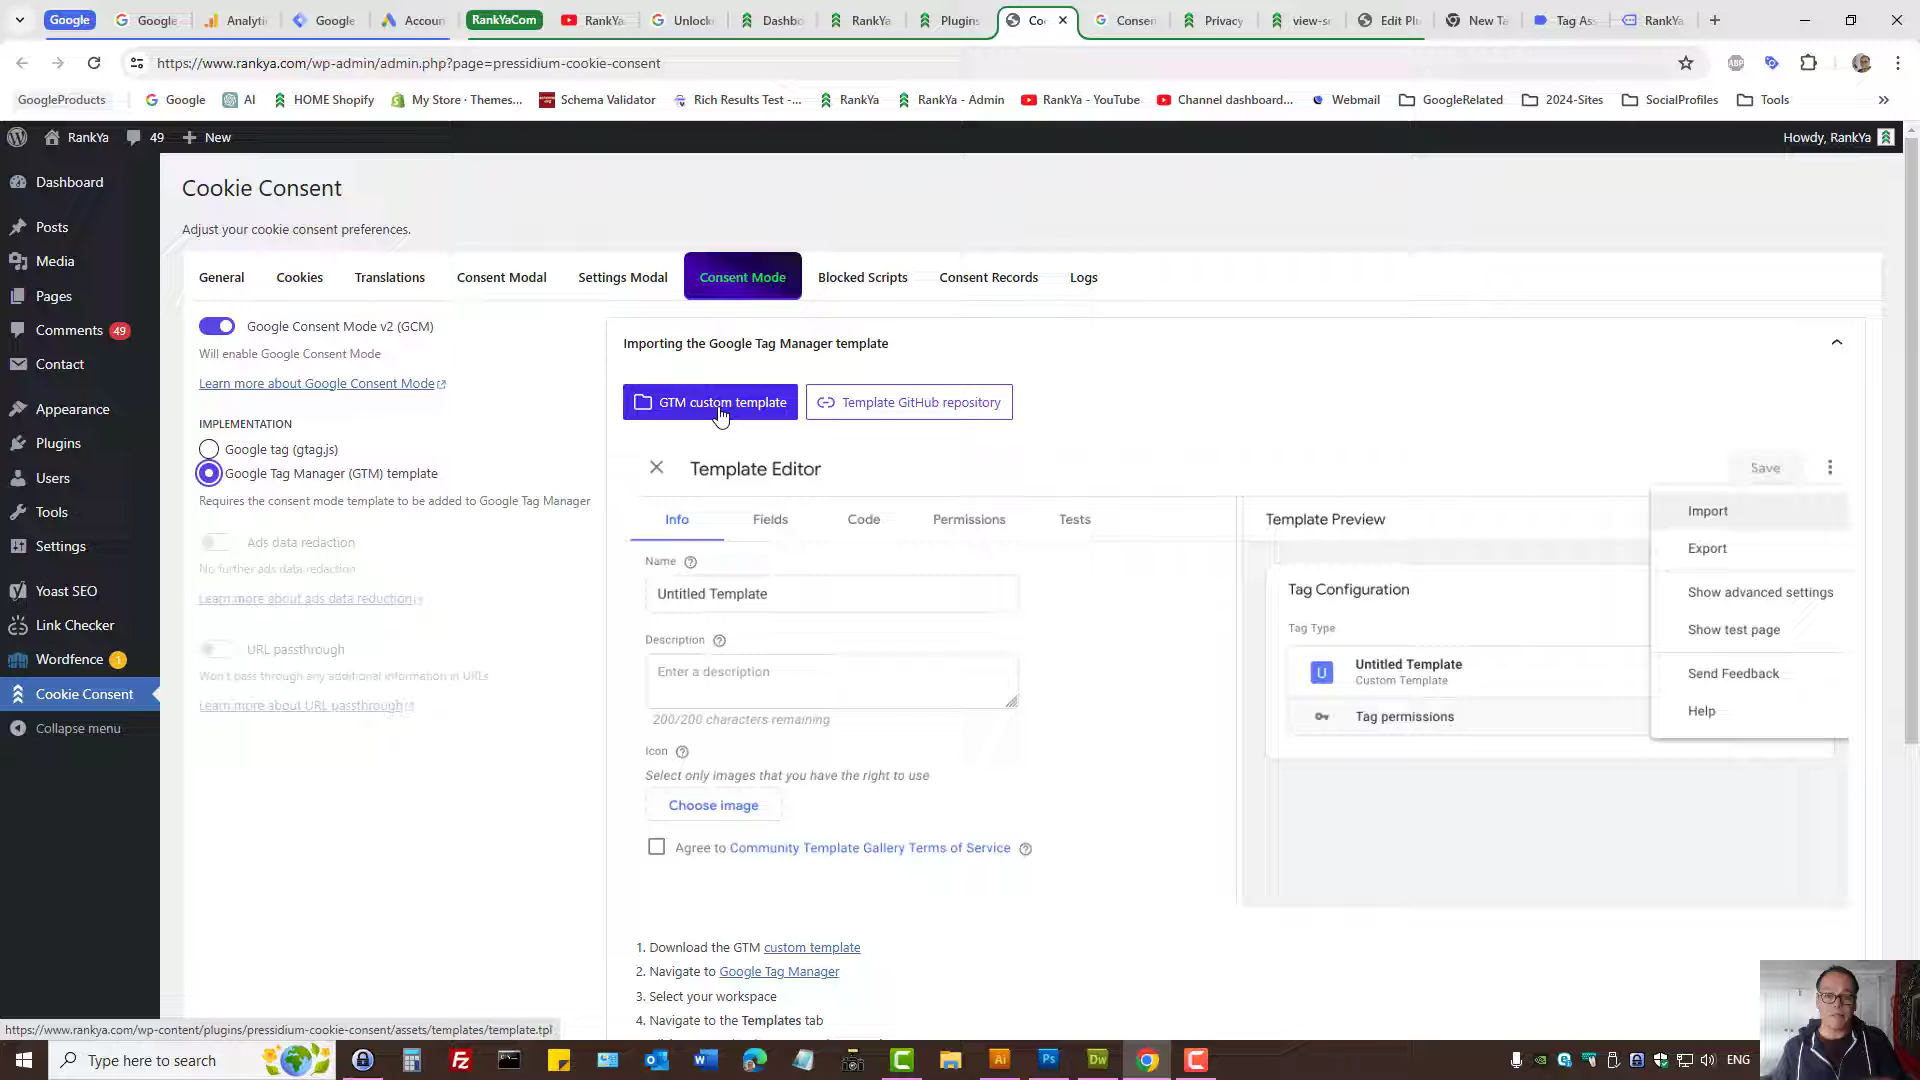 Google
Google
Analyti
Google
Accoun
RankYaCom
RankYa
Unlock
Dashbo
RankYa
Plugins
Co
Consen
Privacy
view-s
Edit Plu
New Ta
Tag As
RankYa
https://www.rankya.com/wp-admin/admin.php?page=pressidium-cookie-consent
ABP
GoogleProducts
Google
AI
HOME Shopify
My Store · Themes...
Schema Validator
Rich Results Test -...
RankYa
RankYa - Admin
RankYa - YouTube
Channel dashboard...
Webmail
GoogleRelated
2024-Sites
SocialProfiles
Tools
RankYa
49
New
Howdy, RankYa
Dashboard
Posts
Media
Pages
Comments 49
Contact
Appearance
Plugins
Users
Tools
Settings
Yoast SEO
Link Checker
Wordfence 1
Cookie Consent
Collapse menu
Cookie Consent
Adjust your cookie consent preferences.
General
Cookies
Translations
Consent Modal
Settings Modal
Consent Mode
Blocked Scripts
Consent Records
Logs
Google Consent Mode v2 (GCM)
Will enable Google Consent Mode
Learn more about Google Consent Mode
IMPLEMENTATION
Google tag (gtag.js)
Google Tag Manager (GTM) template
Requires the consent mode template to be added to Google Tag Manager
Ads data redaction
No further ads data redaction
Learn more about ads data reduction
URL passthrough
Won't pass through any additional information in URLs
Learn more about URL passthrough
Importing the Google Tag Manager template
GTM custom template
Template GitHub repository
Template Editor
Save
Info
Fields
Code
Permissions
Tests
Name
Untitled Template
Description
Enter a description
200/200 characters remaining
Icon
Select only images that you have the right to use
Choose image
Agree to Community Template Gallery Terms of Service
Template Preview
Tag Configuration
Tag Type
U
Untitled Template
Custom Template
Tag permissions
Import
Export
Show advanced settings
Show test page
Send Feedback
Help
1. Download the GTM custom template
2. Navigate to Google Tag Manager
3. Select your workspace
4. Navigate to the Templates tab
https://www.rankya.com/wp-content/plugins/pressidium-cookie-consent/assets/templates/template.tpl
Type here to search
Fz
W
Ai
Ps
Dw
ENG